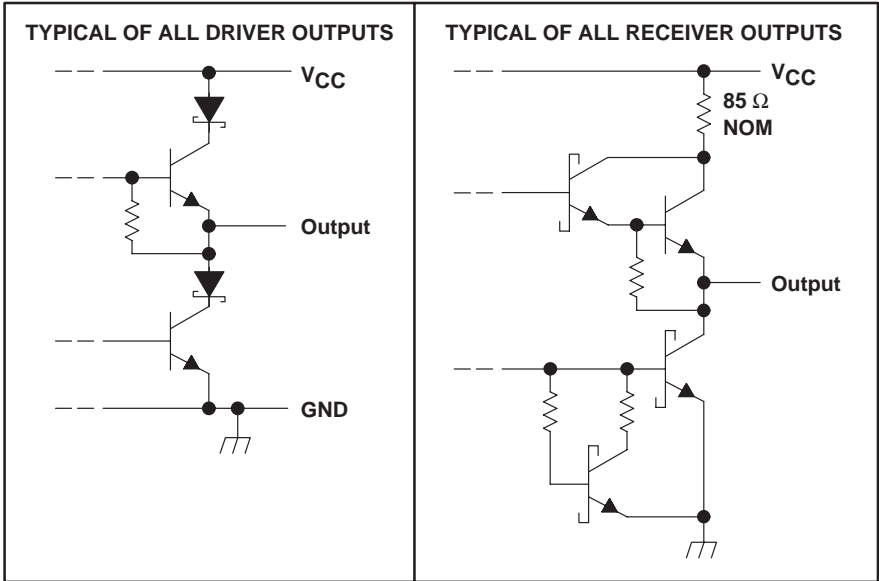 TYPICAL OF ALL DRIVER OUTPUTS
VCC
Output
GND
TYPICAL OF ALL RECEIVER OUTPUTS
VCC
85 Ω
NOM
Output